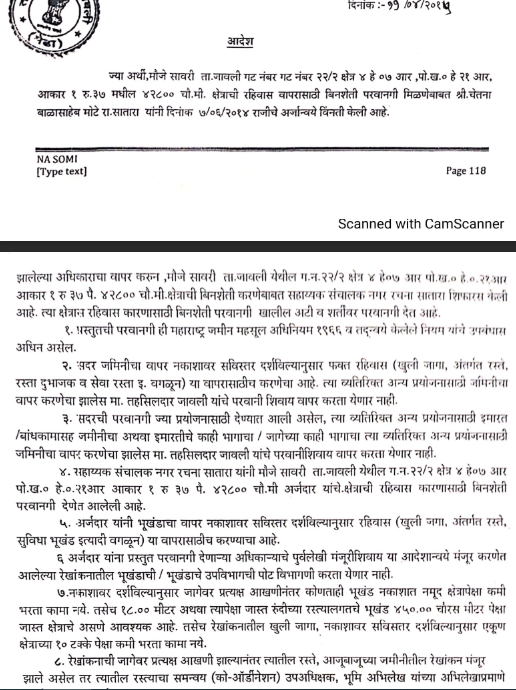 (मेढा)
दिनांक :-११ /०४/२०१५
आदेश
ज्या अर्थी,मौजे सावरी ता.जावली गट नंबर गट नंबर २२/२ क्षेत्र ४ हे ०७ आर ,पो.ख.० हे २१ आर,
आकार १ रु.३७ मधील ४२८०० चौ.मी. क्षेत्राची रहिवास वापरासाठी बिनशेती परवानगी मिळणेबाबत श्री.चेतना
बाळासाहेब मोटे रा.सातारा यांनी दिनांक ७/०६/२०१४ राजीचे अर्जान्वये विनंती केली आहे.
NA SOMI
[Type text]
Page 118
Scanned with CamScanner
झालेल्या अधिकाराचा वापर करुन ,मौजे सावरी ता.जावली येथील ग.न.२२/२ क्षेत्र ४ हे०७ आर पो.ख.० हे.०.२१आर
आकार १ रु ३७ पै. ४२८०० चौ.मी.क्षेत्राची बिनशेती करणेबाबत सहाय्यक संचालक नगर रचना सातारा शिफारस केली
आहे. त्या क्षेत्रास रहिवास कारणासाठी बिनशेती परवानगी खालील अटी व शर्तीवर परवानगी देत आहे.
१. प्रस्तुतची परवानगी ही महाराष्ट्र जमीन महसूल अधिनियम १९६६ व तद्न्वये केलेले नियम यांचे उपबंधास
अधिन असेल.
२. सदर जमिनीचा वापर नकाशावर सविस्तर दर्शविल्यानुसार फक्त रहिवास (खुली जागा, अंतर्गत रस्ते,
रस्ता दुभाजक व सेवा रस्ता इ. वगळून) या वापरासाठीच करणेचा आहे. त्या व्यतिरिक्त अन्य प्रयोजनासाठी जमिनीचा
वापर करणेचा झालेस मा. तहसिलदार जावली यांचे परवानी शिवाय वापर करता येणार नाही.
३. सदरची परवानगी ज्या प्रयोजनासाठी देण्यात आली असेल, त्या व्यतिरिक्त अन्य प्रयोजनासाठी इमारत
/बांधकामासह जमीनीचा अथवा इमारतीचे काही भागाचा / जागेच्या काही भागाचा त्या व्यतिरिक्त अन्य प्रयोजनासाठी
जमिनीचा वापर करणेचा झालेस मा. तहसिलदार जावली यांचे परवानीशिवाय वापर करता येणार नाही.
४. सहाय्यक संचालक नगर रचना सातारा यांनी मौजे सावरी ता.जावली येथील ग.न.२२/२ क्षेत्र ४ हे०७ आर
पो.ख.० हे.०.२१आर आकार १ रु ३७ पै. ४२८०० चौ.मी अर्जदार यांचे.क्षेत्राची रहिवास कारणासाठी बिनशेती
परवानगी देणेत आलेली आहे.
५. अर्जदार यांनी भूखंडाचा वापर नकाशावर सविस्तर दर्शविल्यानुसार रहिवास (खुली जागा, अंतर्गत रस्ते,
सुविधा भूखंड इत्यादी वगळून) या वापरासाठीच करण्याचा आहे.
६ अर्जदार यांना प्रस्तुत परवानगी देणाऱ्या अधिकाऱ्याचे पुर्वलेखी मंजूरीशिवाय या आदेशान्वये मंजूर करणेत
आलेल्या रेखांकनातील भूखंडाची / भूखंडाचे उपविभागची पोट विभागणी करता येणार नाही.
७.नकाशावर दर्शविल्यानुसार जागेवर प्रत्यक्ष आखणीनंतर कोणताही भूखंड नकाशात नमूद क्षेत्रापेक्षा कमी
भरता कामा नये. तसेच १८.०० मीटर अथवा त्यापेक्षा जास्त रुंदीच्या रस्त्यालगतचे भूखंड ४५०.०० चौरस मीटर पेक्षा
जास्त क्षेत्राचे असणे आवश्यक आहे. तसेच रेखांकनातील खुली जागा, नकाशावर सविसतर दर्शविल्यानुसार एकूण
क्षेत्राच्या १० टक्के पेक्षा कमी भरता कामा नये.
८. रेखांकनाची जागेवर प्रत्यक्ष आखणी झाल्यानंतर त्यातील रस्ते, आजूबाजूच्या जमीनीतील रेखांकन मंजूर
झाले असेल तर त्यातील रस्त्याचा समन्वय (को-ऑर्डीनेशन) उपअधिक्षक, भूमि अभिलेख यांच्या अभिलेखाप्रमाणे